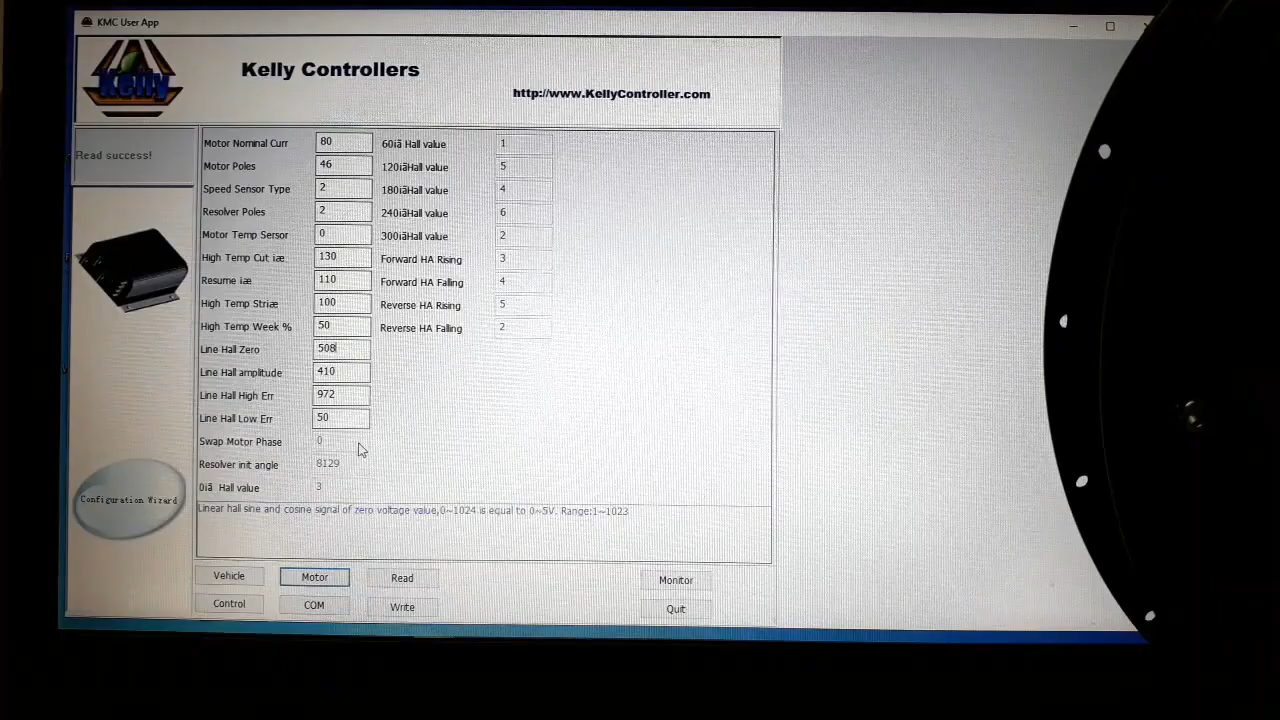 KMC User App
Kelly
Kelly Controllers
http://www.KellyController.com
Read success!
Motor Nominal Curr 80 60iã Hall value 1
Motor Poles 46 120iãHall value 5
Speed Sensor Type 2 180iãHall value 4
Resolver Poles 2 240iãHall value 6
Motor Temp Sersor 0 300iãHall value 2
High Temp Cut iæ 130 Forward HA Rising 3
Resume iæ 110 Forward HA Falling 4
High Temp Striæ 100 Reverse HA Rising 5
High Temp Week % 50 Reverse HA Falling 2
Line Hall Zero 508
Line Hall amplitude 410
Line Hall High Err 972
Line Hall Low Err 50
Swap Motor Phase 0
Resolver init angle 8129
0iã Hall value 3
Linear hall sine and cosine signal of zero voltage value,0~1024 is equal to 0~5V. Range:1~1023
Configuration Wizard
Vehicle Motor Read Monitor
Control COM Write Quit